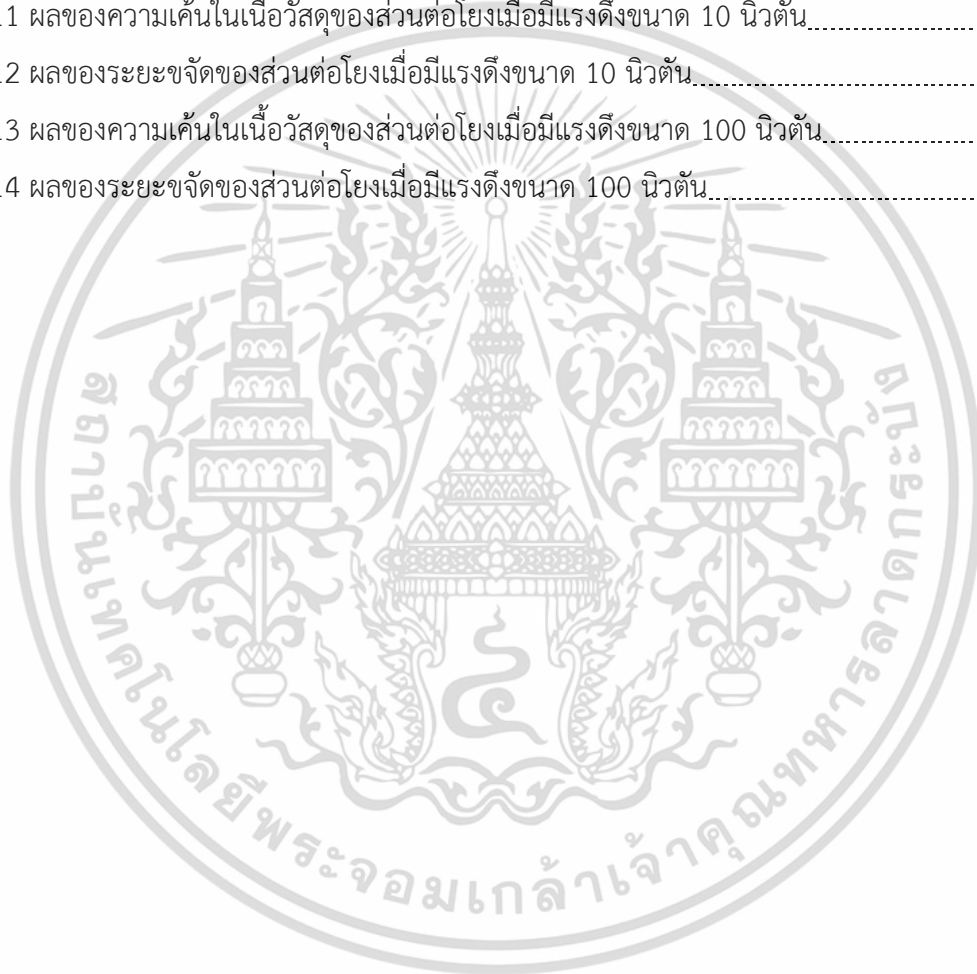 .1 ผลของความเค้นในเนื้อวัสดุของส่วนต่อโยงเมื่อมีแรงดึงขนาด 10 นิวตัน
.2 ผลของระยะขจัดของส่วนต่อโยงเมื่อมีแรงดึงขนาด 10 นิวตัน
.3 ผลของความเค้นในเนื้อวัสดุของส่วนต่อโยงเมื่อมีแรงดึงขนาด 100 นิวตัน
.4 ผลของระยะขจัดของส่วนต่อโยงเมื่อมีแรงดึงขนาด 100 นิวตัน
๔
สถาบันเทคโนโลยีพระจอมเกล้าเจ้าคุณทหารลาดกระบัง